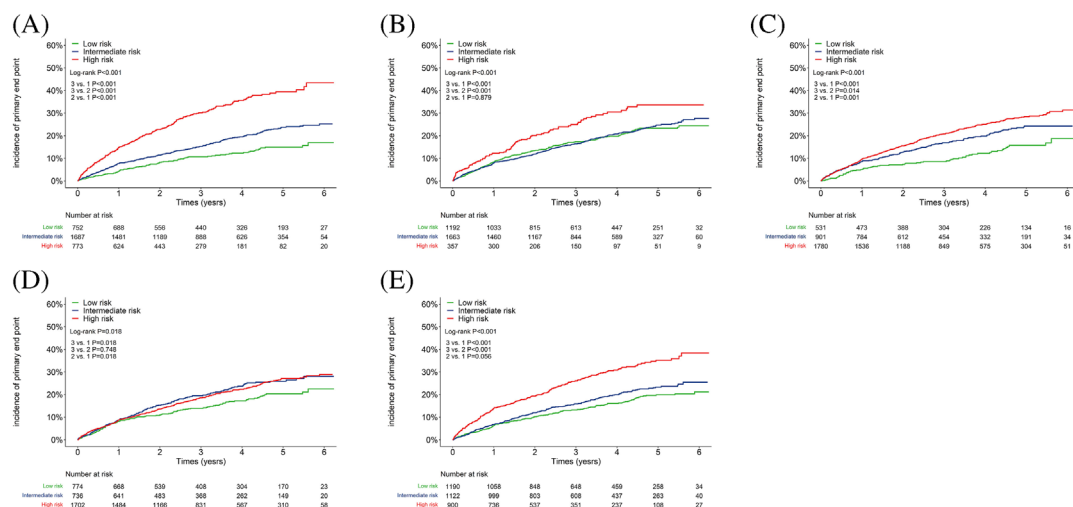 (A)
Low risk
Intermediate risk
High risk
Log-rank P<0.001
3 vs. 1 P<0.001
3 vs. 2 P<0.001
2 vs. 1 P<0.001
incidence of primary end point
60%
50%
40%
30%
20%
10%
0%
0 1 2 3 4 5 6
Times (yesrs)
Number at risk
Low risk 752 688 556 440 326 193 27
Intermediate risk 1687 1481 1189 888 626 354 54
High risk 773 624 443 279 181 82 20
(B)
Low risk
Intermediate risk
High risk
Log-rank P<0.001
3 vs. 1 P<0.001
3 vs. 2 P<0.001
2 vs. 1 P=0.879
incidence of primary end point
60%
50%
40%
30%
20%
10%
0%
0 1 2 3 4 5 6
Times (yesrs)
Number at risk
Low risk 1192 1033 815 613 447 251 32
Intermediate risk 1663 1460 1167 844 589 327 60
High risk 357 300 206 150 97 51 9
(C)
Low risk
Intermediate risk
High risk
Log-rank P<0.001
3 vs. 1 P<0.001
3 vs. 2 P=0.014
2 vs. 1 P=0.001
incidence of primary end point
60%
50%
40%
30%
20%
10%
0%
0 1 2 3 4 5 6
Times (yesrs)
Number at risk
Low risk 531 473 388 304 226 134 16
Intermediate risk 901 784 612 454 332 191 34
High risk 1780 1536 1188 849 575 304 51
(D)
Low risk
Intermediate risk
High risk
Log-rank P=0.018
3 vs. 1 P=0.018
3 vs. 2 P=0.748
2 vs. 1 P=0.018
incidence of primary end point
60%
50%
40%
30%
20%
10%
0%
0 1 2 3 4 5 6
Times (yesrs)
Number at risk
Low risk 774 668 539 408 304 170 23
Intermediate risk 736 641 483 368 262 149 20
High risk 1702 1484 1166 831 567 310 58
(E)
Low risk
Intermediate risk
High risk
Log-rank P<0.001
3 vs. 1 P<0.001
3 vs. 2 P<0.001
2 vs. 1 P=0.056
incidence of primary end point
60%
50%
40%
30%
20%
10%
0%
0 1 2 3 4 5 6
Times (yesrs)
Number at risk
Low risk 1190 1058 848 648 459 258 34
Intermediate risk 1122 999 803 608 437 263 40
High risk 900 736 537 351 237 108 27